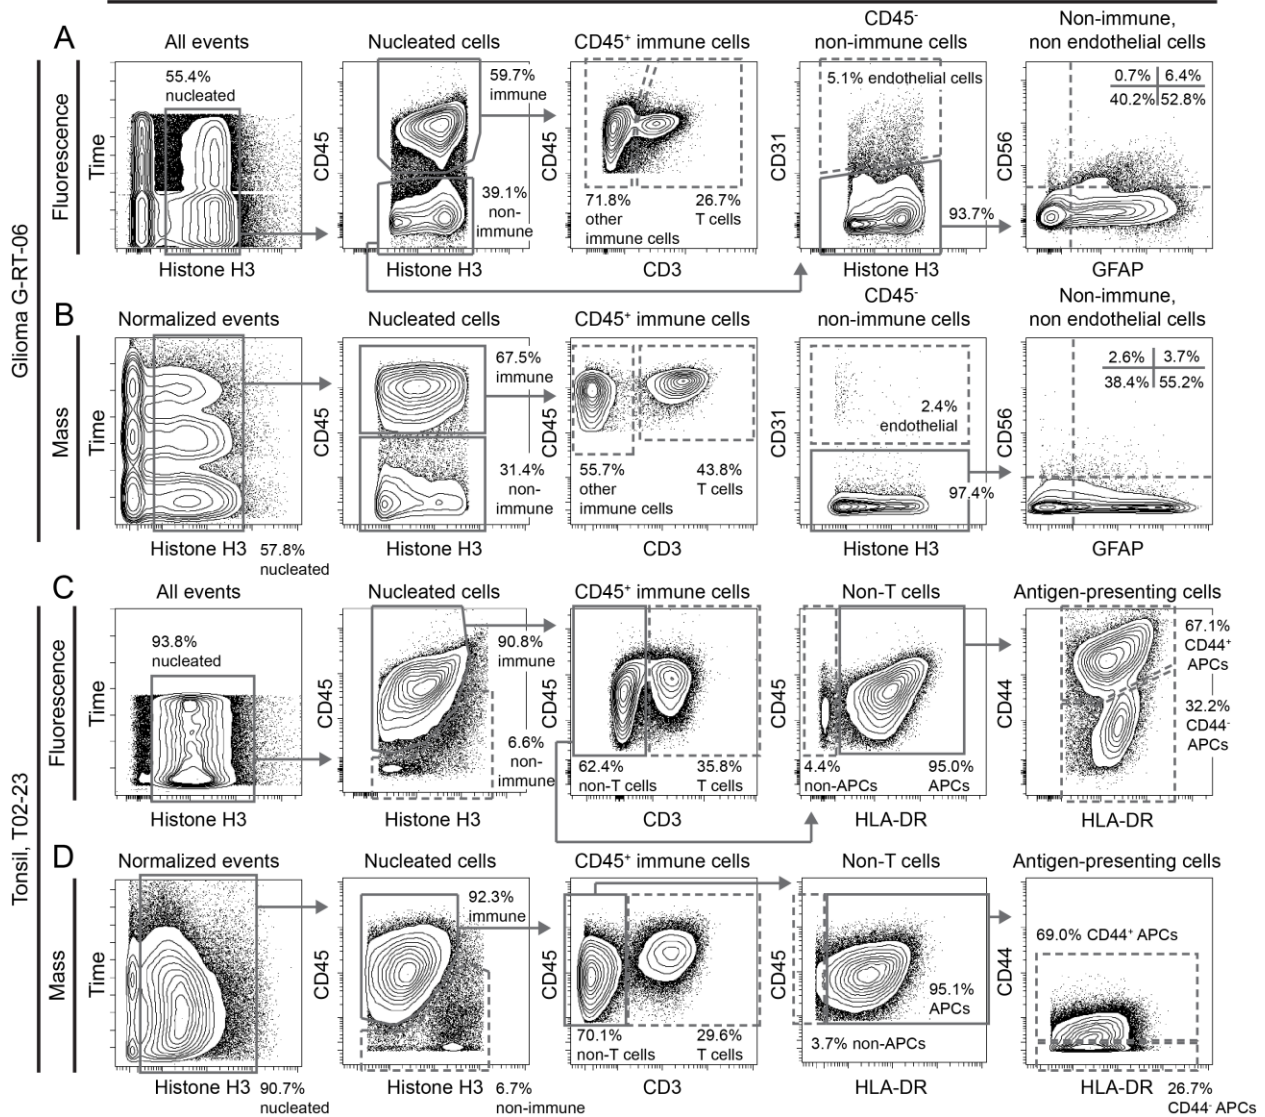 A
All events
Nucleated cells
CD45+ immune cells
CD45-
non-immune cells
Non-immune,
non endothelial cells
Glioma G-RT-06
Fluorescence
Time
55.4%
nucleated
Histone H3
CD45
59.7%
immune
39.1%
non-
immune
Histone H3
CD45
71.8%
other
immune cells
26.7%
T cells
CD3
CD31
5.1% endothelial cells
93.7%
Histone H3
CD56
0.7% 6.4%
40.2% 52.8%
GFAP
B
Normalized events
Nucleated cells
CD45+ immune cells
CD45-
non-immune cells
Non-immune,
non endothelial cells
Mass
Time
Histone H3
57.8%
nucleated
CD45
67.5%
immune
31.4%
non-
immune
Histone H3
CD45
55.7%
other
immune cells
43.8%
T cells
CD3
CD31
2.4%
endothelial
97.4%
Histone H3
CD56
2.6% 3.7%
38.4% 55.2%
GFAP
C
All events
Nucleated cells
CD45+ immune cells
Non-T cells
Antigen-presenting cells
Tonsil, T02-23
Fluorescence
Time
93.8%
nucleated
Histone H3
CD45
90.8%
immune
6.6%
non-
immune
Histone H3
CD45
62.4%
non-T cells
35.8%
T cells
CD3
CD45
4.4%
non-APCs
95.0%
APCs
HLA-DR
CD44
67.1%
CD44+
APCs
32.2%
CD44-
APCs
HLA-DR
D
Normalized events
Nucleated cells
CD45+ immune cells
Non-T cells
Antigen-presenting cells
Mass
Time
Histone H3
90.7%
nucleated
CD45
92.3%
immune
Histone H3
6.7%
non-immune
CD45
70.1%
non-T cells
29.6%
T cells
CD3
CD45
95.1%
APCs
3.7% non-APCs
HLA-DR
CD44
69.0% CD44+ APCs
HLA-DR
26.7%
CD44- APCs